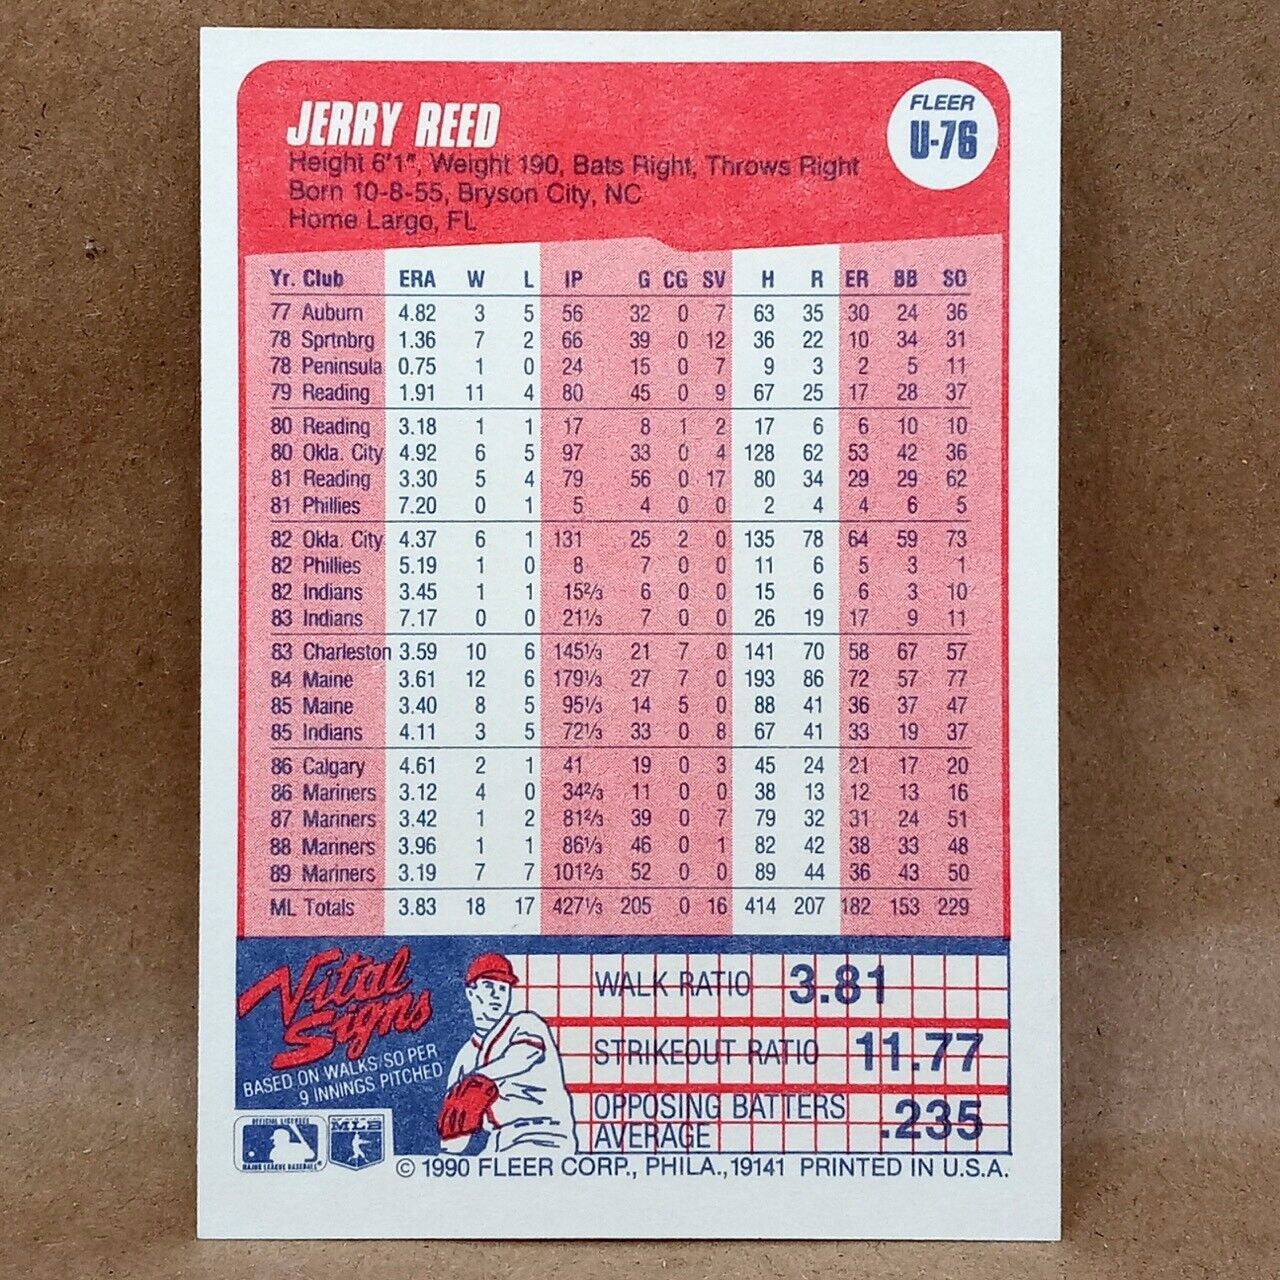 JERRY REED
FLEER
U-76
Height 6'1", Weight 190, Bats Right, Throws Right
Born 10-8-55, Bryson City, NC
Home Largo, FL
Yr. Club ERA W L IP G CG SV H R ER BB SO
77 Auburn 4.82 3 5 56 32 0 7 63 35 30 24 36
78 Sprtnbrg 1.36 7 2 66 39 0 12 36 22 10 34 31
78 Peninsula 0.75 1 0 24 15 0 7 9 3 2 5 11
79 Reading 1.91 11 4 80 45 0 9 67 25 17 28 37
80 Reading 3.18 1 1 17 8 1 2 17 6 6 10 10
80 Okla. City 4.92 6 5 97 33 0 4 128 62 53 42 36
81 Reading 3.30 5 4 79 56 0 17 80 34 29 29 62
81 Phillies 7.20 0 1 5 4 0 0 2 4 4 6 5
82 Okla. City 4.37 6 1 131 25 2 0 135 78 64 59 73
82 Phillies 5.19 1 0 8 7 0 0 11 6 5 3 1
82 Indians 3.45 1 1 15⅔ 6 0 0 15 6 6 3 10
83 Indians 7.17 0 0 21⅓ 7 0 0 26 19 17 9 11
83 Charleston 3.59 10 6 145⅓ 21 7 0 141 70 58 67 57
84 Maine 3.61 12 6 179⅓ 27 7 0 193 86 72 57 77
85 Maine 3.40 8 5 95⅓ 14 5 0 88 41 36 37 47
85 Indians 4.11 3 5 72⅓ 33 0 8 67 41 33 19 37
86 Calgary 4.61 2 1 41 19 0 3 45 24 21 17 20
86 Mariners 3.12 4 0 34⅔ 11 0 0 38 13 12 13 16
87 Mariners 3.42 1 2 81⅔ 39 0 7 79 32 31 24 51
88 Mariners 3.96 1 1 86⅓ 46 0 1 82 42 38 33 48
89 Mariners 3.19 7 7 101⅔ 52 0 0 89 44 36 43 50
ML Totals 3.83 18 17 427⅓ 205 0 16 414 207 182 153 229
Vital
Signs
BASED ON WALKS/SO PER
9 INNINGS PITCHED
WALK RATIO 3.81
STRIKEOUT RATIO 11.77
OPPOSING BATTERS
AVERAGE .235
OFFICIAL LICENSEE
MAJOR LEAGUE BASEBALL
MLB
© 1990 FLEER CORP., PHILA.,19141 PRINTED IN U.S.A.